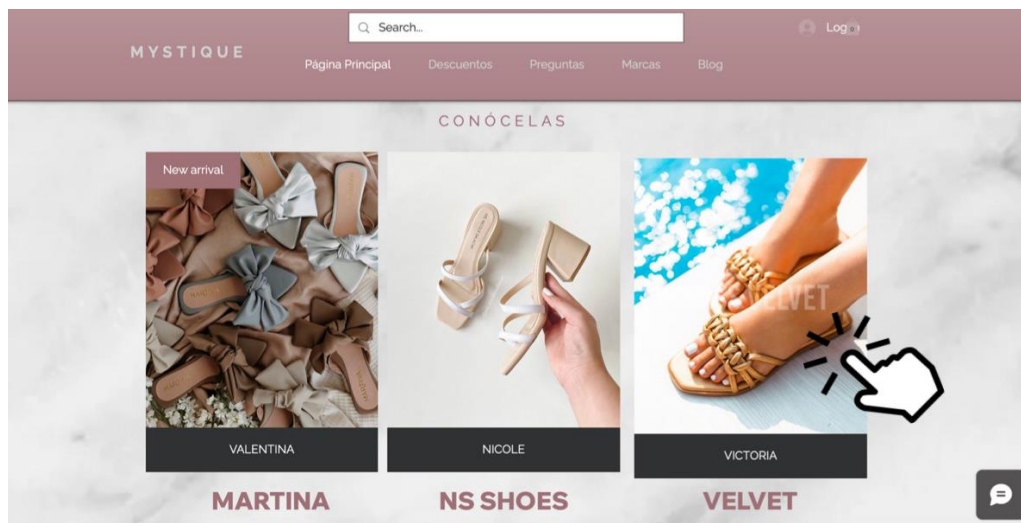 Search...
Log
MYSTIQUE
Página Principal
Descuentos
Preguntas
Marcas
Blog
CONÓCELAS
New arrival
VELVET
VALENTINA
NICOLE
VICTORIA
MARTINA
NS SHOES
VELVET